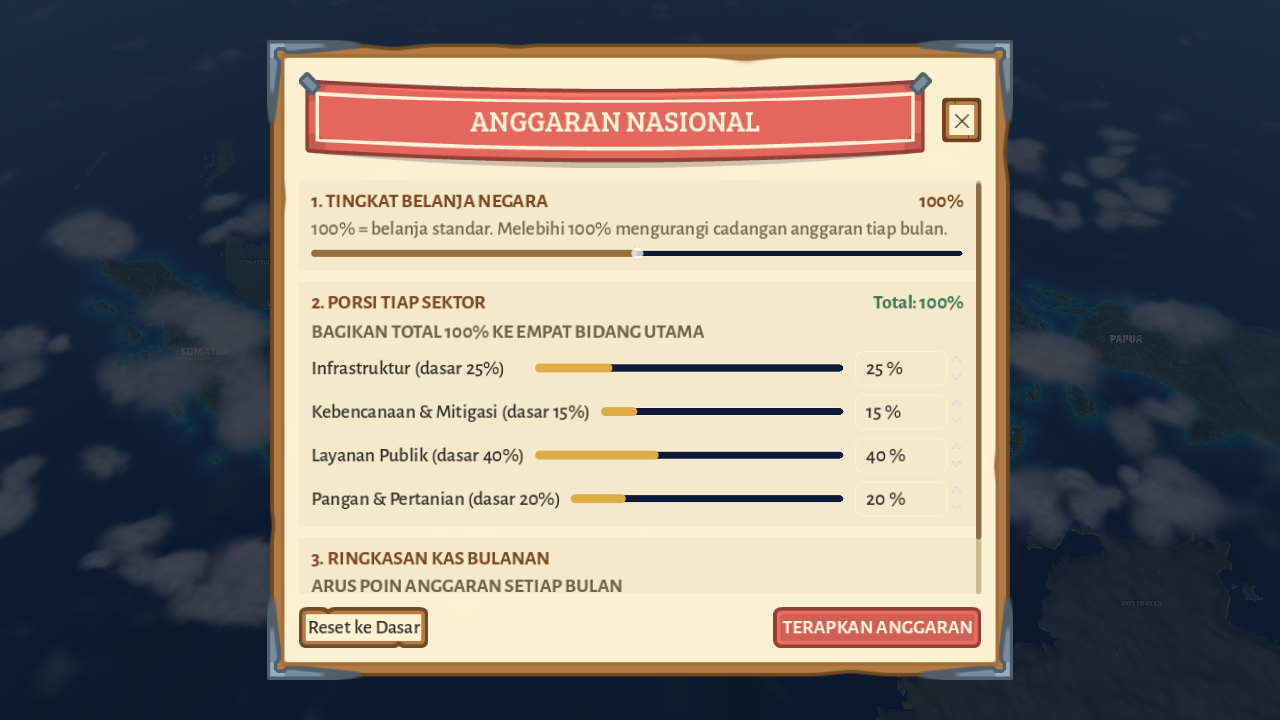 ANGGARAN NASIONAL
1. TINGKAT BELANJA NEGARA 100%
100% = belanja standar. Melebihi 100% mengurangi cadangan anggaran tiap bulan.
2. PORSI TIAP SEKTOR Total: 100%
BAGIKAN TOTAL 100% KE EMPAT BIDANG UTAMA
Infrastruktur (dasar 25%) 25 %
Kebencanaan & Mitigasi (dasar 15%) 15 %
Layanan Publik (dasar 40%) 40 %
Pangan & Pertanian (dasar 20%) 20 %
3. RINGKASAN KAS BULANAN
ARUS POIN ANGGARAN SETIAP BULAN
Reset ke Dasar
TERAPKAN ANGGARAN
SUMATRA
PAPUA
AUSTRALIA